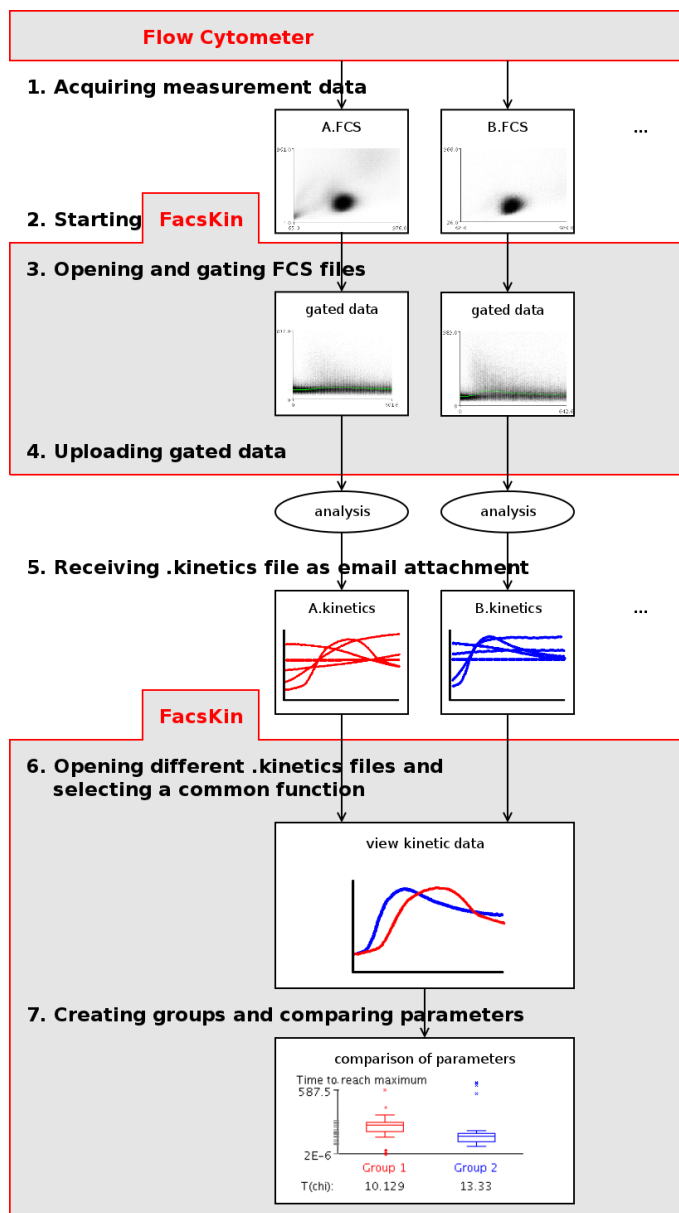 Flow Cytometer
1. Acquiring measurement data
A.FCS
B.FCS
...
2. Starting FacsKin
3. Opening and gating FCS files
gated data
gated data
0
0
4. Uploading gated data
analysis
analysis
5. Receiving .kinetics file as email attachment
A.kinetics
B.kinetics
...
FacsKin
6. Opening different .kinetics files and
selecting a common function
view kinetic data
7. Creating groups and comparing parameters
comparison of parameters
Time to reach maximum
587.5
2E-6
Group 1
Group 2
T(chi):
10.129
13.33